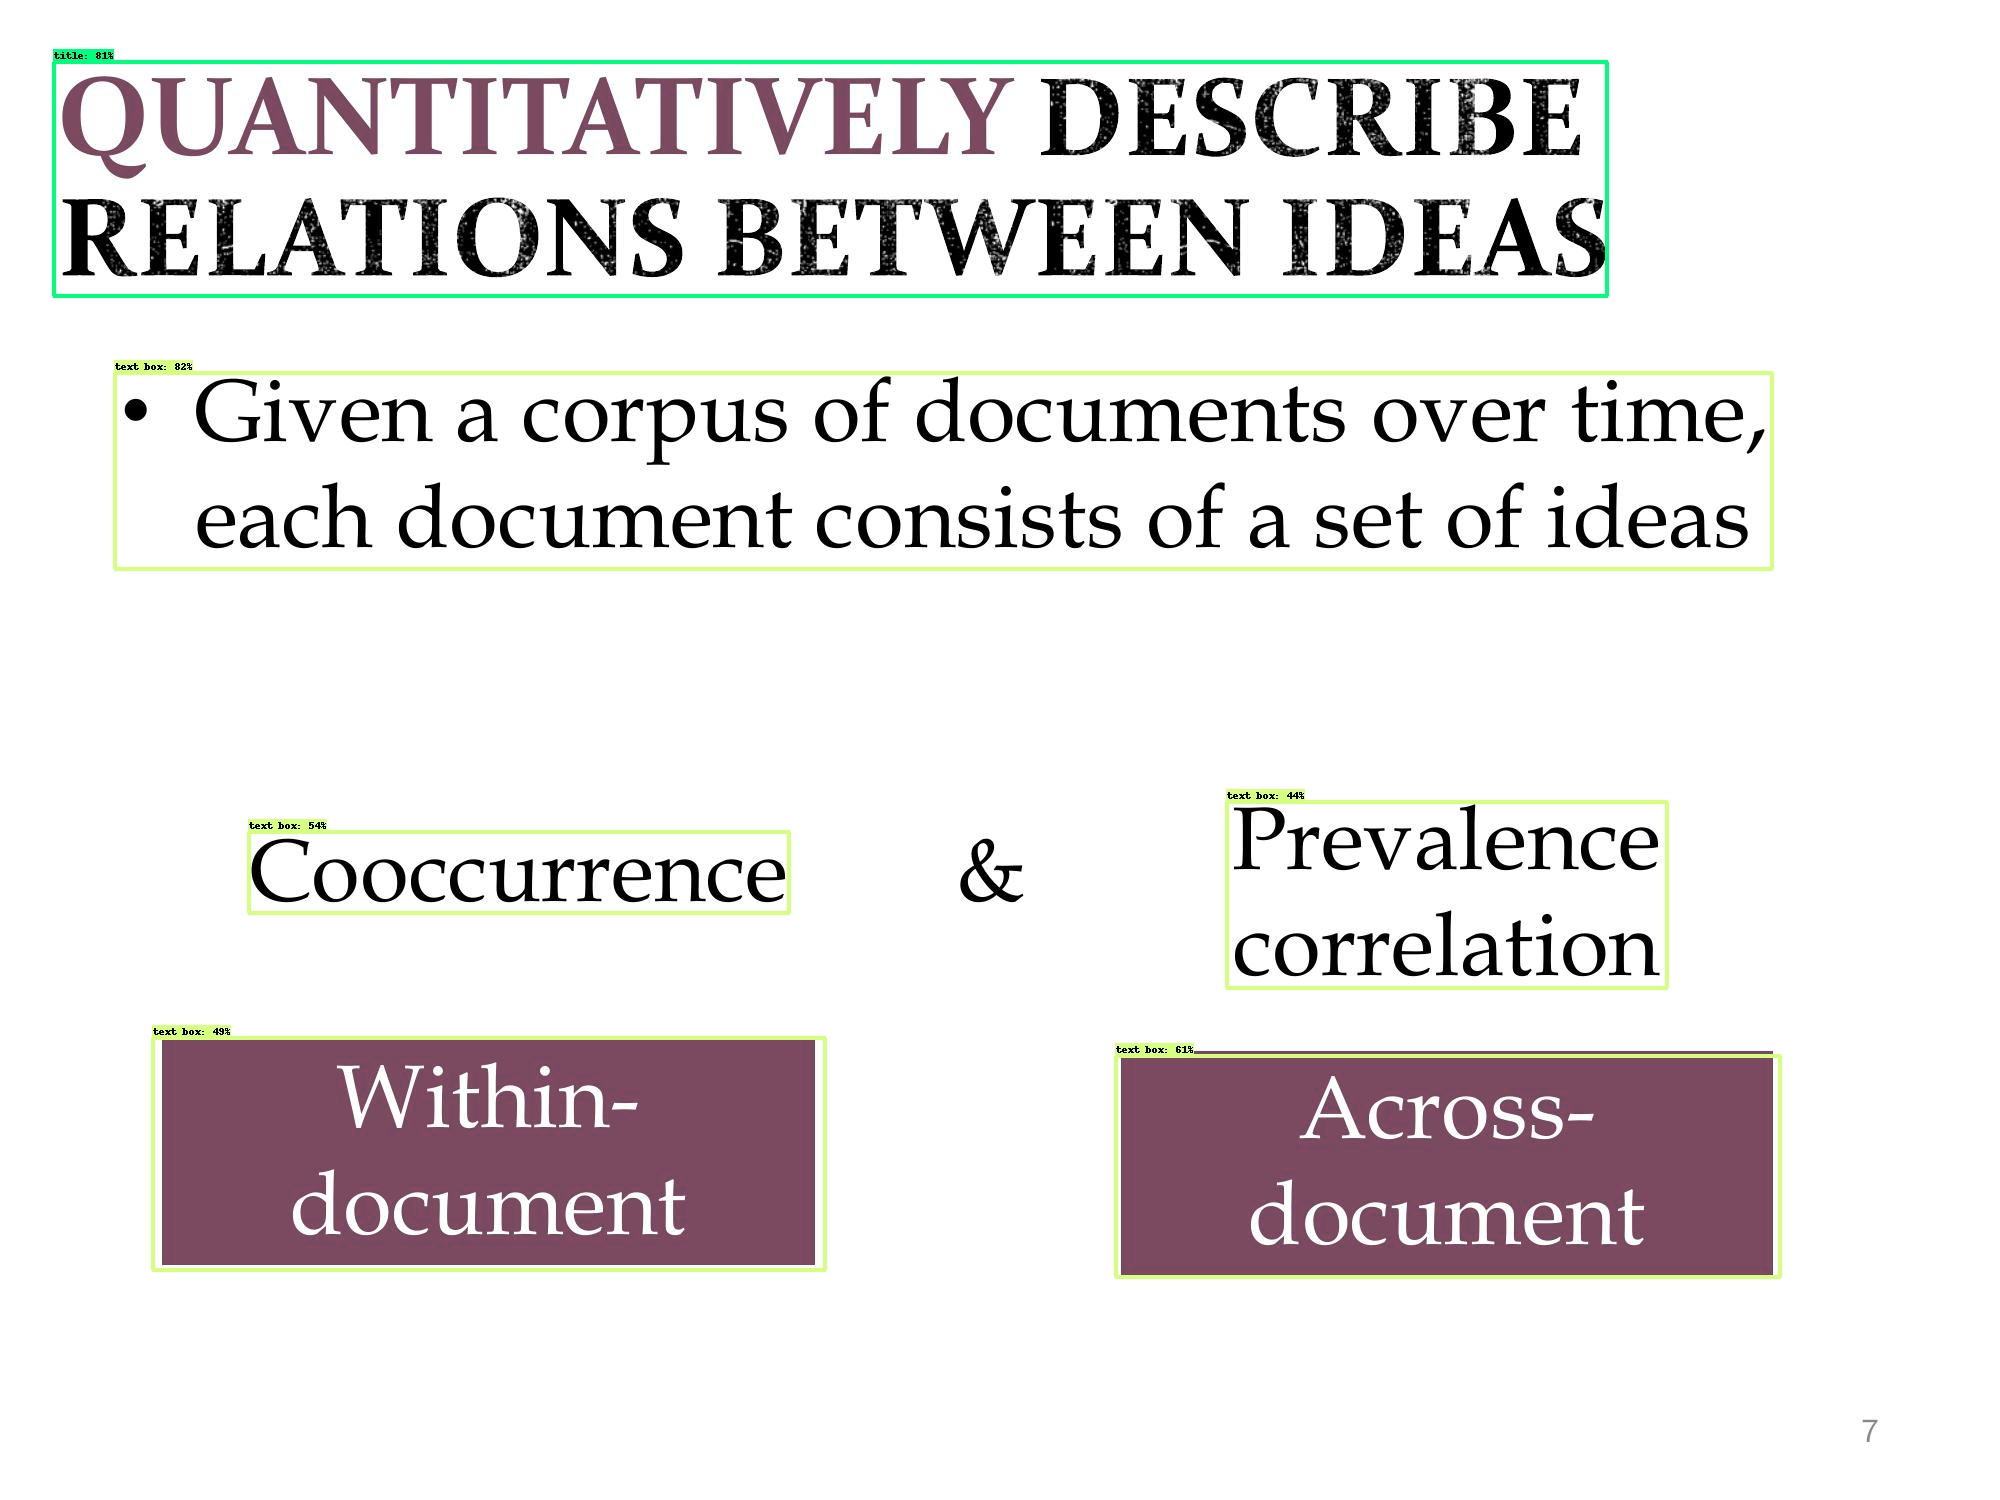 title: 81%
QUANTITATIVELY DESCRIBE
RELATIONS BETWEEN IDEAS
text box: 82%
• Given a corpus of documents over time,
each document consists of a set of ideas
text box: 54%
Cooccurrence
&
text box: 44%
Prevalence
correlation
text box: 49%
Within-
document
text box: 61%
Across-
document
7